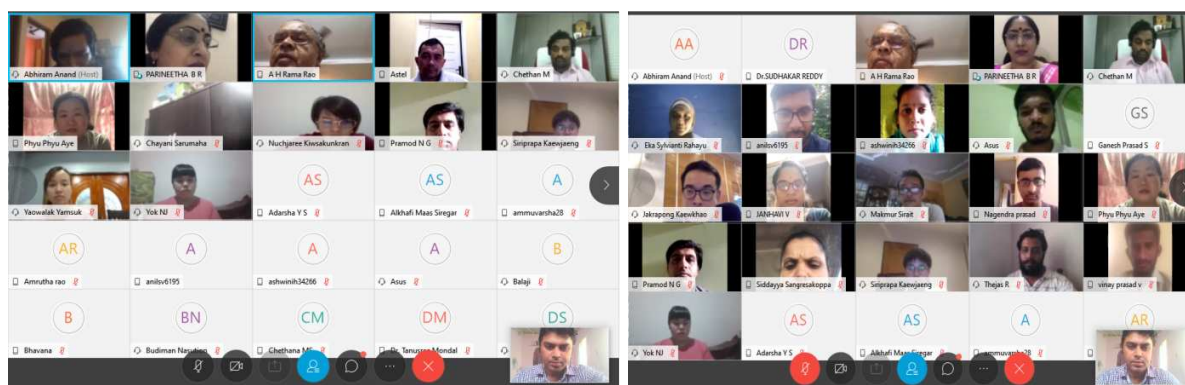 Abhiram Anand (Host) PARINEETHA B R A H Rama Rao Astel Chethan M
Phyu Phyu Aye Chayani Sarumaha Nuchjaree Kiwsakunkran Pramod N G Siriprapa Kaewjaeng
AS AS A
Yaowalak Yamsuk Yok NJ Adarsha Y S Alkhafi Maas Siregar ammuvarsha28
AR A A A B
Amrutha rao anilsv6195 ashwinih34266 Asus Balaji
B BN CM DM DS
Bhavana Budiman Nasution Chethana MS Dr. Tanusree Mondal
AA DR
Abhiram Anand (Host) Dr.SUDHAKAR REDDY A H Rama Rao PARINEETHA B R Chethan M
GS
Eka Sylvianti Rahayu anilsv6195 ashwinih34266 Asus Ganesh Prasad S
Jakrapong Kaewkhao JANHAVI V Makmur Sirait Nagendra prasad Phyu Phyu Aye
Pramod N G Siddayya Sangresakoppa Siriprapa Kaewjaeng Thejas R vinay prasad v
AS AS A AR
Yok NJ Adarsha Y S Alkhafi Maas Siregar ammuvarsha28